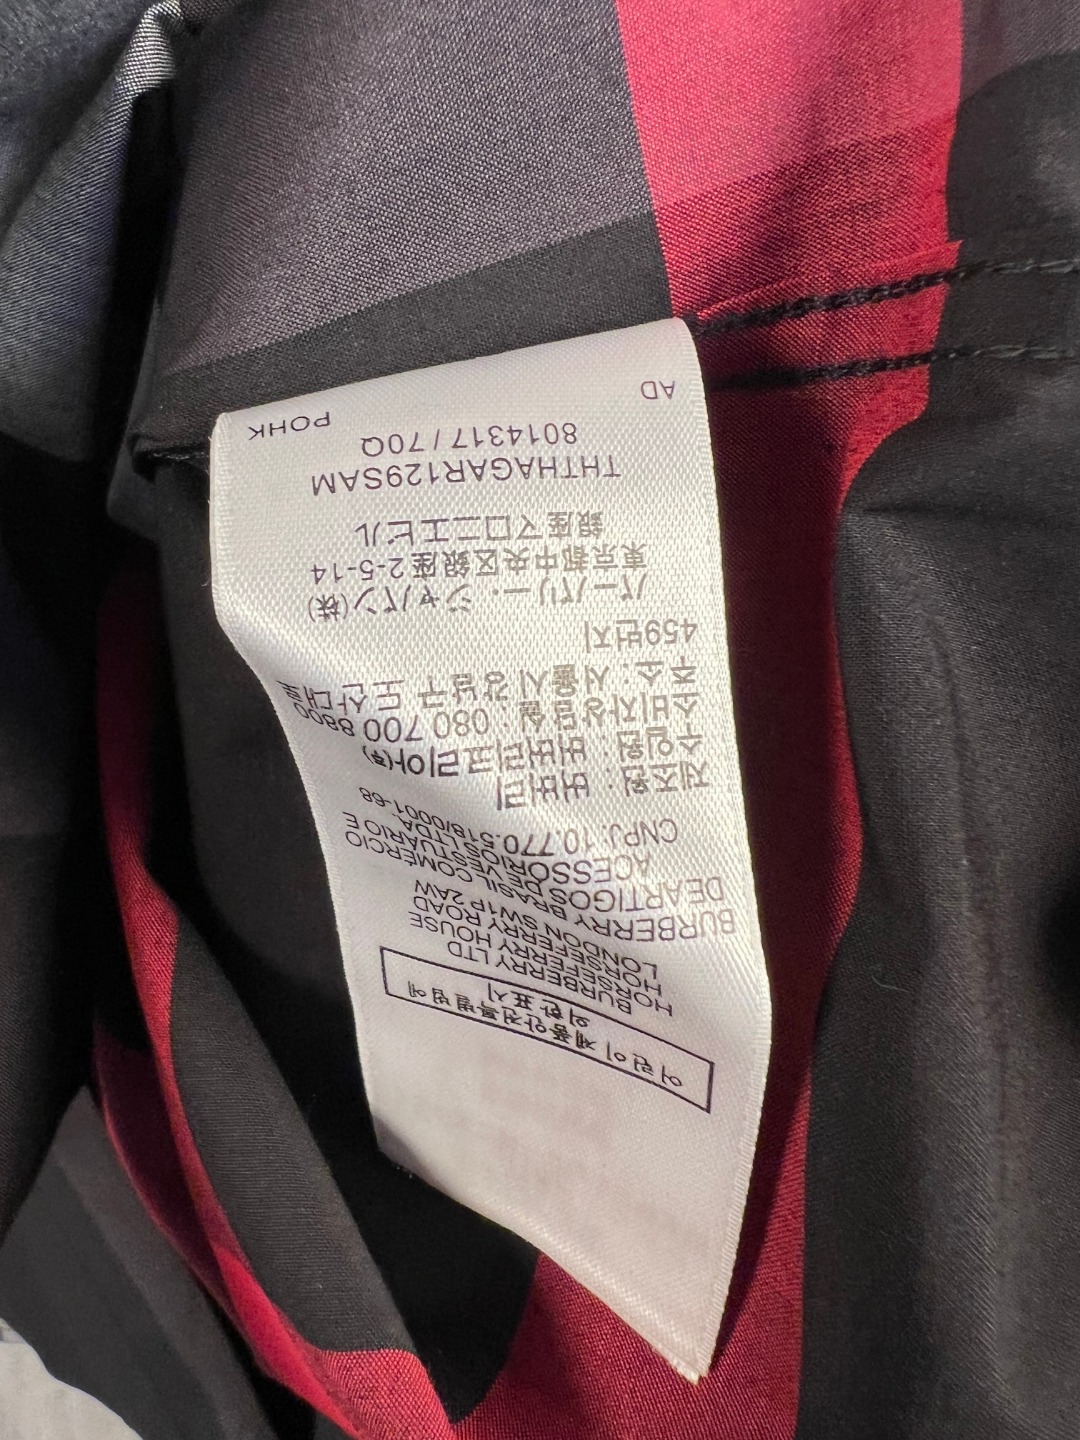 어린이제품안전특별법에
의한표시
BURBERRY LTD
HORSEFERRY HOUSE
HORSEFERRY ROAD
LONDON SW1P 2AW
BURBERRY BRASIL COMÉRCIO
DEARTIGOS DE VESTUÁRIO E
ACESSÓRIOS LTDA.
CNPJ: 10.770.518/0001-68
제조원 : 버버리
수입원 : 버버리코리아(주)
소비자상담실 : 080 700 8800
주 소 : 서울시 강남구 도산대로
459번지
バーバリー・ジャパン(株)
東京都中央区銀座2-5-14
銀座マロニエビル
THTHAGAR129SAM
8014317 / 70Q
AD POHK